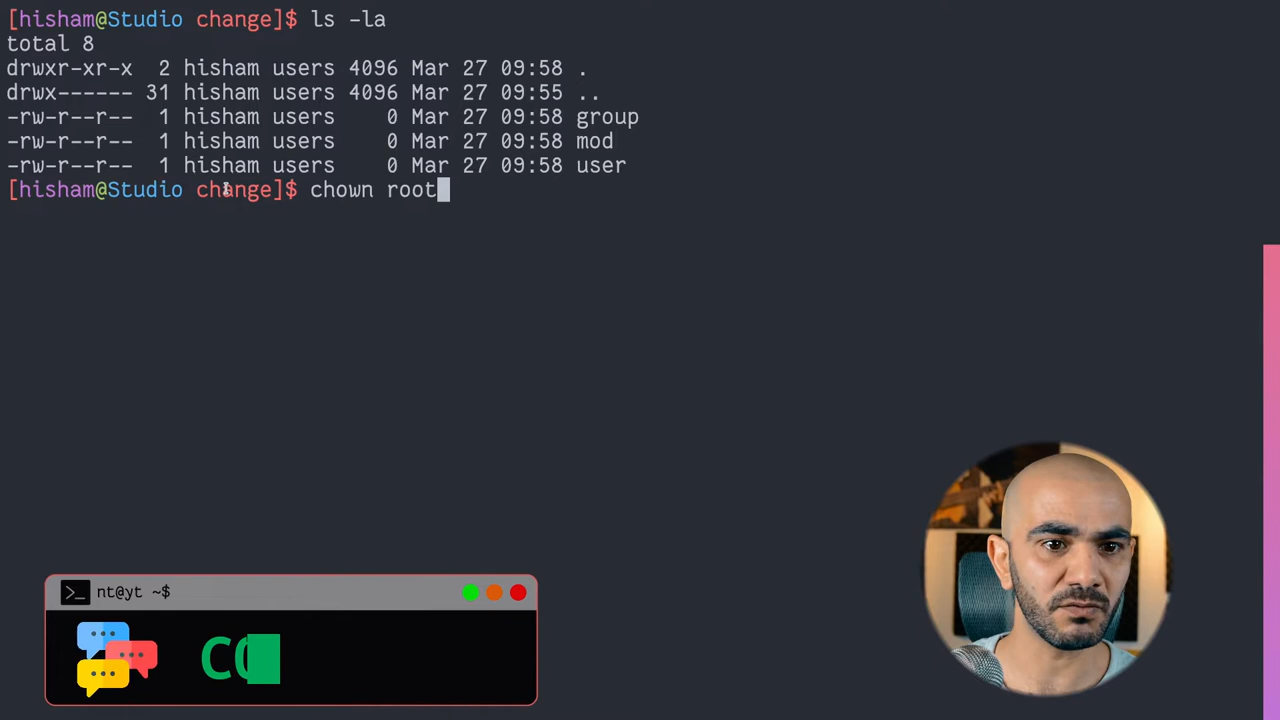 [hisham@Studio change]$ ls -la
total 8
drwxr-xr-x  2 hisham users 4096 Mar 27 09:58 .
drwx------ 31 hisham users 4096 Mar 27 09:55 ..
-rw-r--r--  1 hisham users    0 Mar 27 09:58 group
-rw-r--r--  1 hisham users    0 Mar 27 09:58 mod
-rw-r--r--  1 hisham users    0 Mar 27 09:58 user
[hisham@Studio change]$ chown root
>_ nt@yt ~$
CO